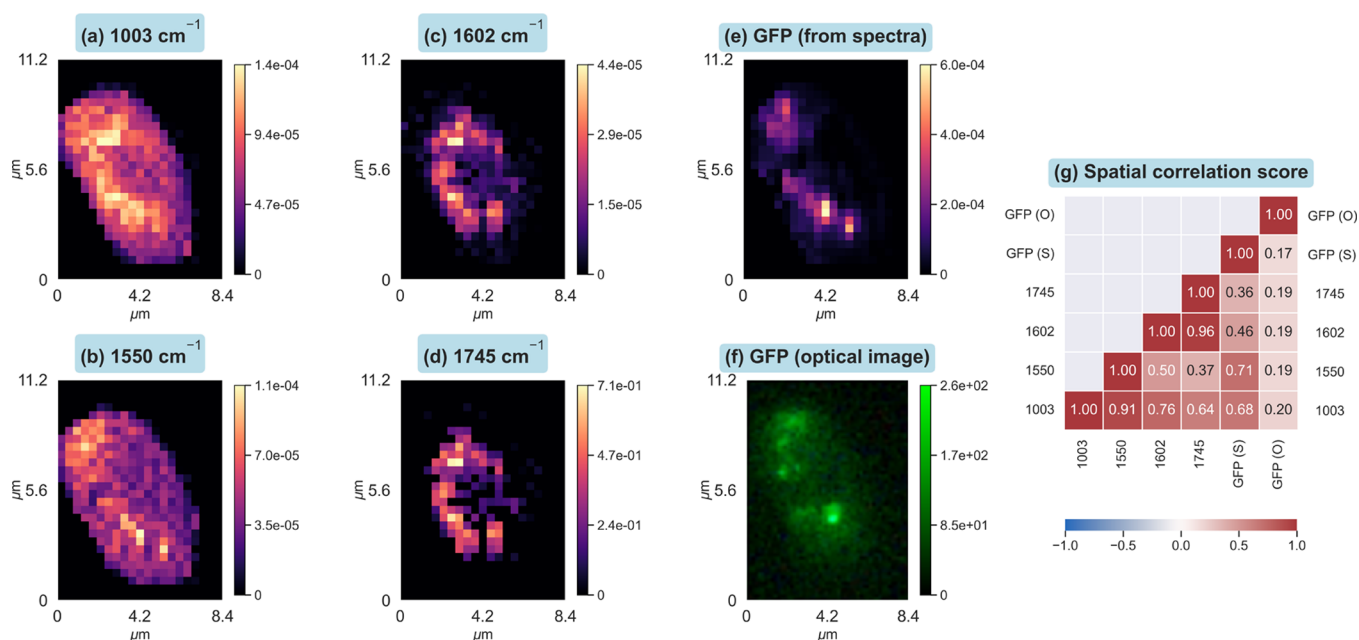 (a) 1003 cm⁻¹
11.2
5.6
0
µm
0
4.2
8.4
µm
1.4e-04
9.4e-05
4.7e-05
0
(c) 1602 cm⁻¹
11.2
5.6
0
µm
0
4.2
8.4
µm
4.4e-05
2.9e-05
1.5e-05
0
(e) GFP (from spectra)
11.2
5.6
0
µm
0
4.2
8.4
µm
6.0e-04
4.0e-04
2.0e-04
0
(b) 1550 cm⁻¹
11.2
5.6
0
µm
0
4.2
8.4
µm
1.1e-04
7.0e-05
3.5e-05
0
(d) 1745 cm⁻¹
11.2
5.6
0
µm
0
4.2
8.4
µm
7.1e-01
4.7e-01
2.4e-01
0
(f) GFP (optical image)
11.2
5.6
0
µm
0
4.2
8.4
µm
2.6e+02
1.7e+02
8.5e+01
0
(g) Spatial correlation score
GFP (O) 1.00 GFP (O)
GFP (S) 1.00 0.17 GFP (S)
1745 1.00 0.36 0.19 1745
1602 1.00 0.96 0.46 0.19 1602
1550 1.00 0.50 0.37 0.71 0.19 1550
1003 1.00 0.91 0.76 0.64 0.68 0.20 1003
1003 1550 1602 1745 GFP (S) GFP (O)
−1.0 −0.5 0.0 0.5 1.0